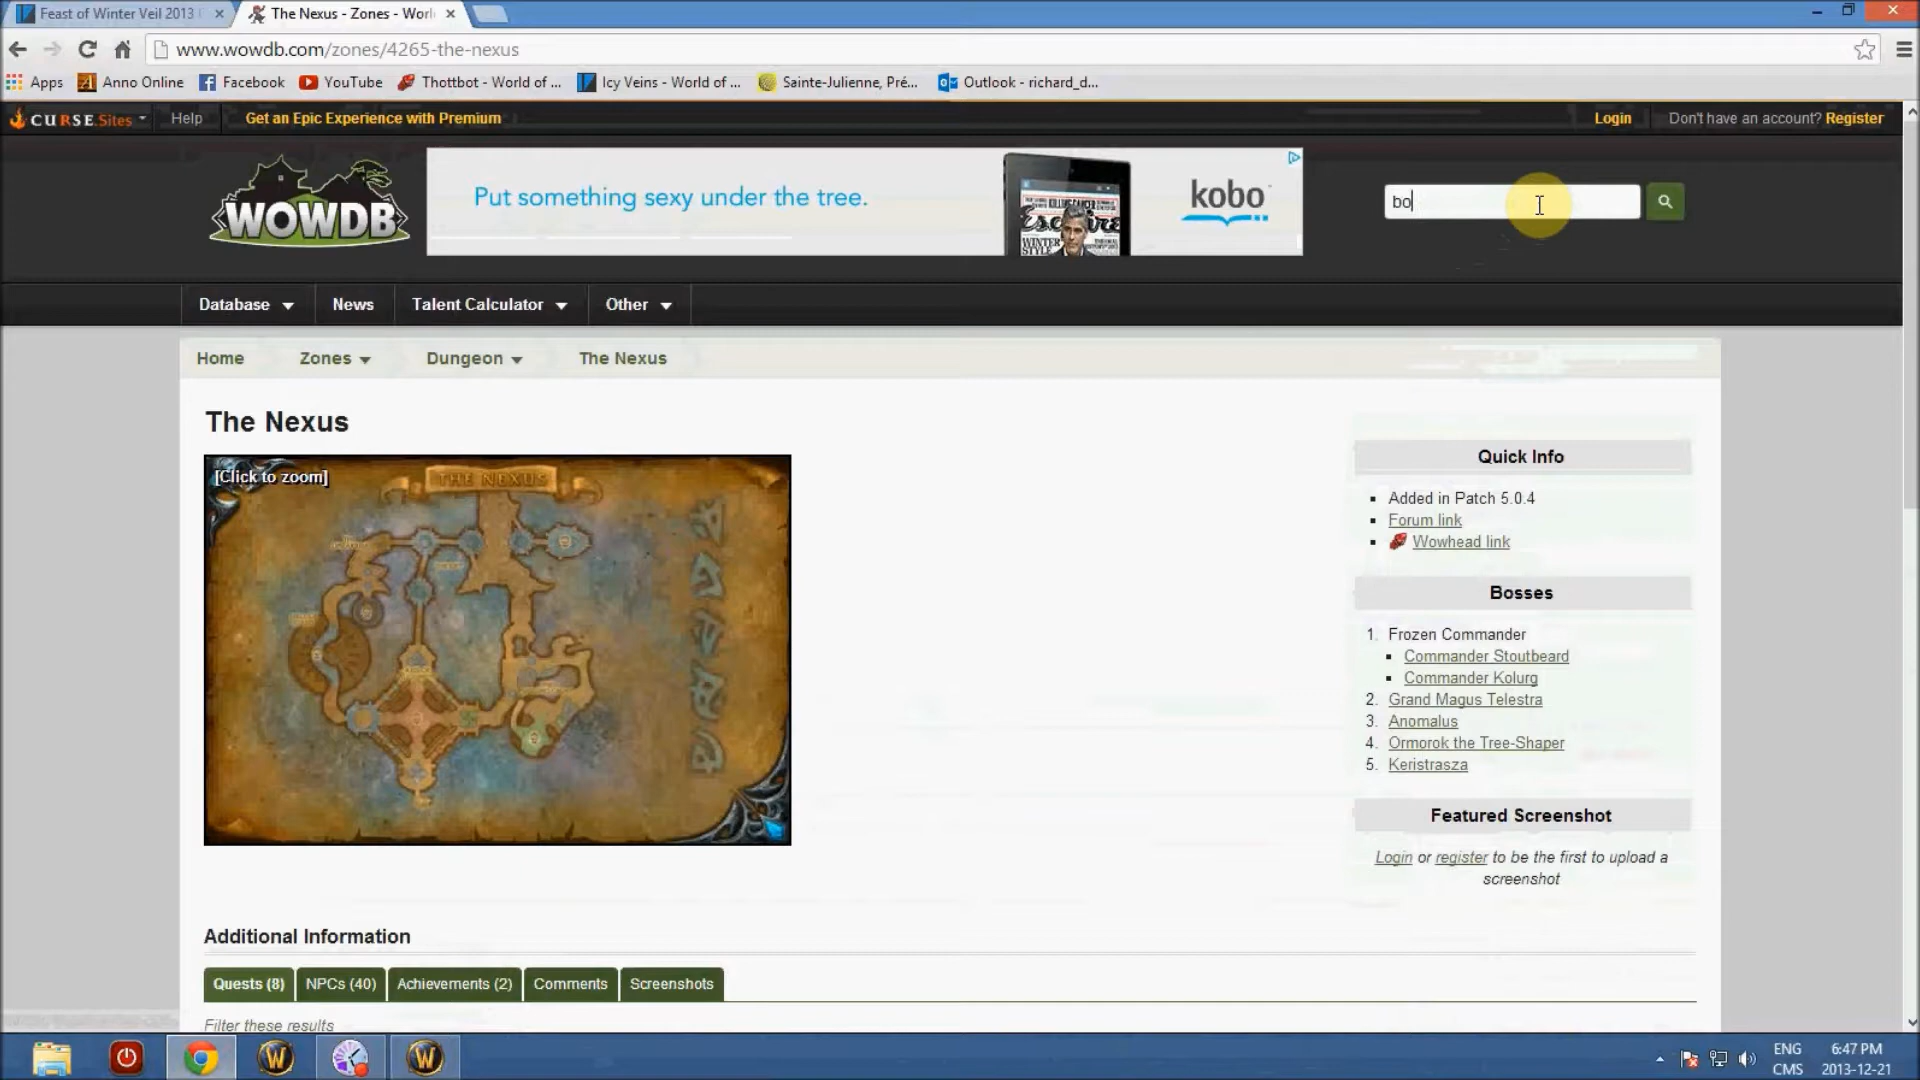 Feast of Winter Veil 2013
The Nexus - Zones - Worl
www.wowdb.com/zones/4265-the-nexus
Apps
Anno Online
Facebook
YouTube
Thottbot - World of ...
Icy Veins - World of ...
Sainte-Julienne, Pré...
Outlook - richard_d...
CURSE Sites
Help
Get an Epic Experience with Premium
Login
Don't have an account? Register
WOWDB
Put something sexy under the tree.
Esquire
WINTER
STYLE
kobo
bo
Database
News
Talent Calculator
Other
Home
Zones
Dungeon
The Nexus
The Nexus
[Click to zoom]
THE NEXUS
Quick Info
Added in Patch 5.0.4
Forum link
Wowhead link
Bosses
1. Frozen Commander
Commander Stoutbeard
Commander Kolurg
2. Grand Magus Telestra
3. Anomalus
4. Ormorok the Tree-Shaper
5. Keristrasza
Featured Screenshot
Login or register to be the first to upload a
screenshot
Additional Information
Quests (8)
NPCs (40)
Achievements (2)
Comments
Screenshots
Filter these results
ENG
CMS
6:47 PM
2013-12-21